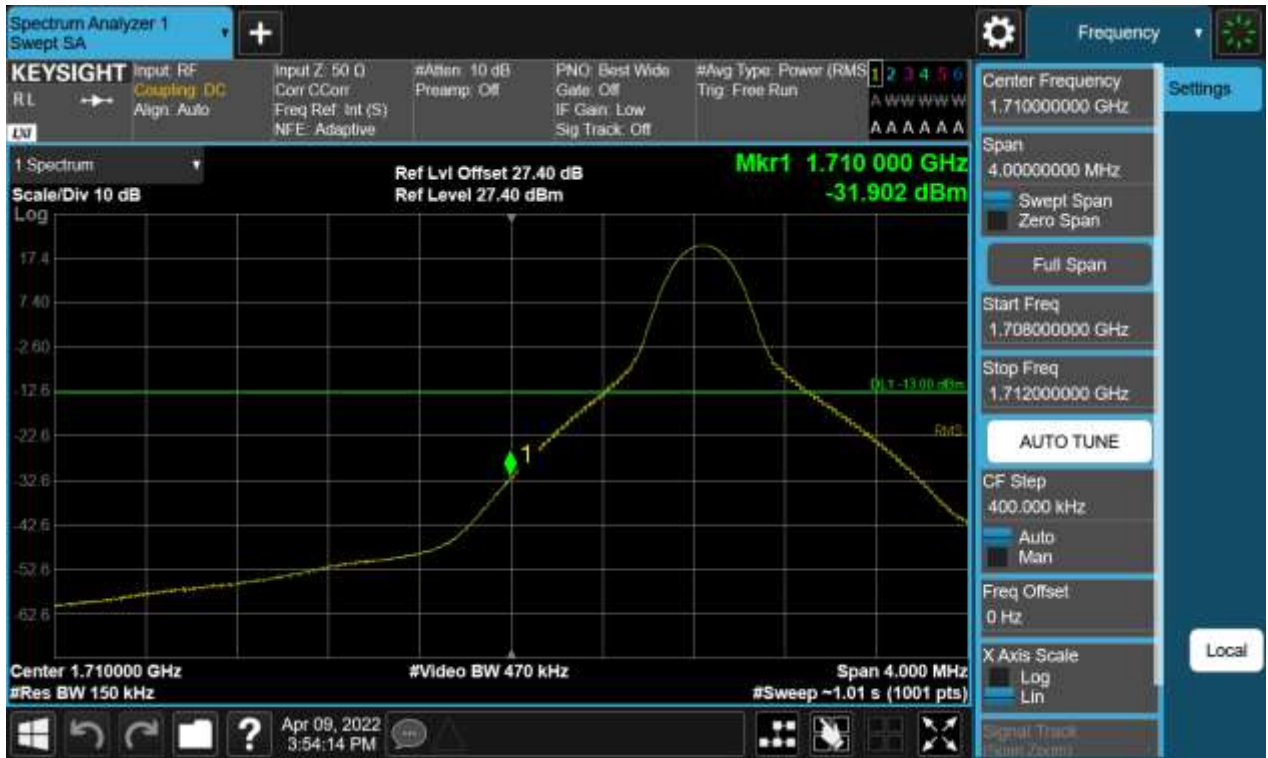 Spectrum Analyzer 1
Swept SA
+
Frequency
KEYSIGHT
RL
LXI
Input: RF
Coupling: DC
Align: Auto
Input Z: 50 Ω
Corr CCorr
Freq Ref: Int (S)
NFE: Adaptive
#Atten: 10 dB
Preamp: Off
PNO: Best Wide
Gate: Off
IF Gain: Low
Sig Track: Off
#Avg Type: Power (RMS
Trig: Free Run
1 2 3 4 5 6
A W W W W W
A A A A A A
1 Spectrum
Scale/Div 10 dB
Log
Ref Lvl Offset 27.40 dB
Ref Level 27.40 dBm
Mkr1 1.710 000 GHz
-31.902 dBm
17.4
7.40
-2.60
-12.6
-22.6
-32.6
-42.6
-52.6
-62.6
DL1 -13.00 dBm
RMS
1
Center 1.710000 GHz
#Res BW 150 kHz
#Video BW 470 kHz
Span 4.000 MHz
#Sweep ~1.01 s (1001 pts)
Center Frequency
1.710000000 GHz
Settings
Span
4.00000000 MHz
Swept Span
Zero Span
Full Span
Start Freq
1.708000000 GHz
Stop Freq
1.712000000 GHz
AUTO TUNE
CF Step
400.000 kHz
Auto
Man
Freq Offset
0 Hz
X Axis Scale
Log
Lin
Local
Signal Track
(Span Zoom)
?
Apr 09, 2022
3:54:14 PM